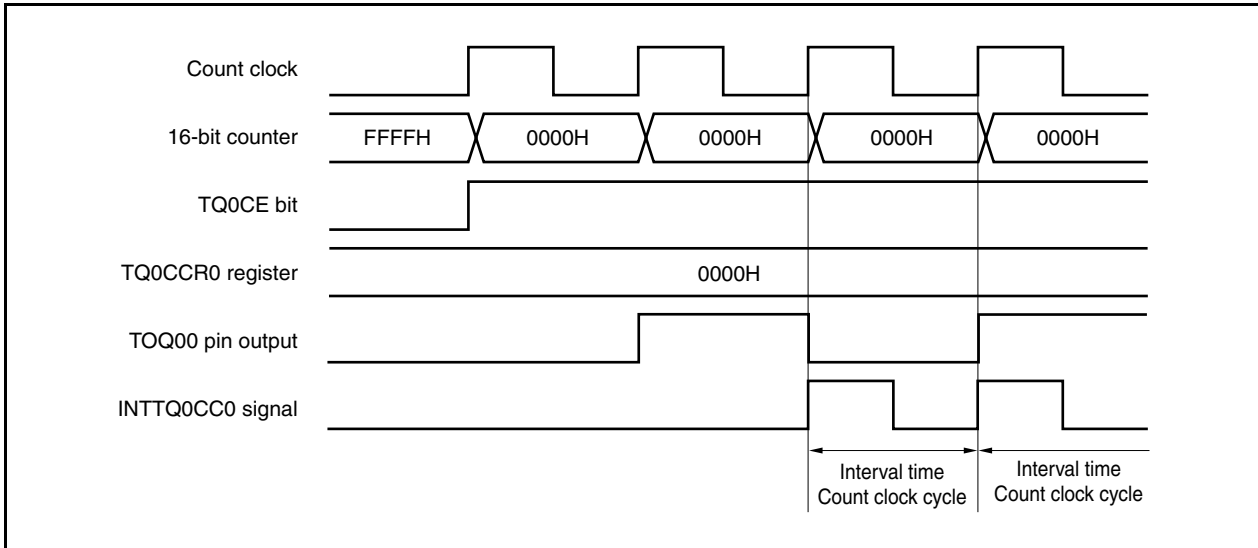 Count clock
16-bit counter
FFFFH
0000H
0000H
0000H
0000H
TQ0CE bit
TQ0CCR0 register
0000H
TOQ00 pin output
INTTQ0CC0 signal
Interval time
Count clock cycle
Interval time
Count clock cycle